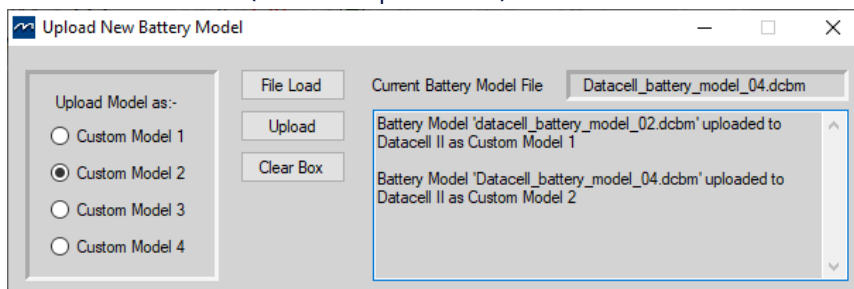 Upload New Battery Model
Upload Model as:-
Custom Model 1
Custom Model 2
Custom Model 3
Custom Model 4
File Load
Upload
Clear Box
Current Battery Model File
Datacell_battery_model_04.dcbm
Battery Model 'datacell_battery_model_02.dcbm' uploaded to
Datacell II as Custom Model 1
Battery Model 'Datacell_battery_model_04.dcbm' uploaded to
Datacell II as Custom Model 2